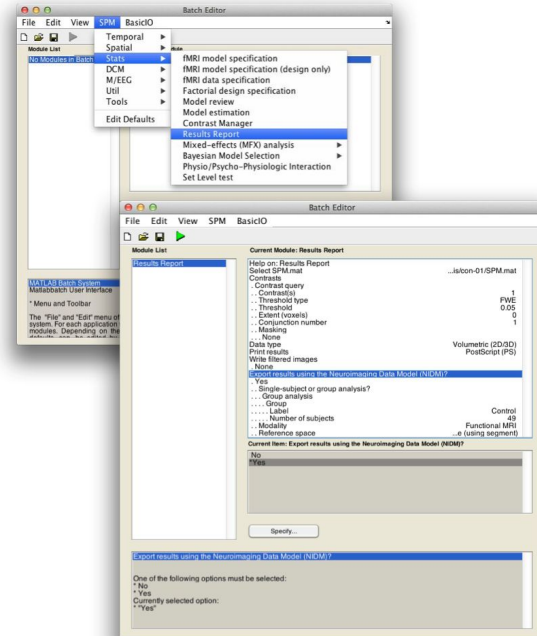 Batch Editor
File Edit View SPM BasicIO
Module List
No Modules in Batch
Temporal
Spatial
Stats
DCM
M/EEG
Util
Tools
Edit Defaults
fMRI model specification
fMRI model specification (design only)
fMRI data specification
Factorial design specification
Model review
Model estimation
Contrast Manager
Results Report
Mixed-effects (MFX) analysis
Bayesian Model Selection
Physio/Psycho-Physiologic Interaction
Set Level test
MATLAB Batch System
Matlabbatch User Interface
* Menu and Toolbar
The "File" and "Edit" menu of
system. For each application
modules. Depending on the
Batch Editor
File Edit View SPM BasicIO
Module List
Results Report
Current Module: Results Report
Help on: Results Report
Select SPM.mat ...is/con-01/SPM.mat
Contrasts
. Contrast query
. . Contrast(s) 1
. . Threshold type FWE
. . Threshold 0.05
. . Extent (voxels) 0
. . Conjunction number 1
. . Masking
. . . None
Data type Volumetric (2D/3D)
Print results PostScript (PS)
Write filtered images
. None
Export results using the Neuroimaging Data Model (NIDM)?
. Yes
. . Single-subject or group analysis?
. . . Group analysis
. . . . Group
. . . . . Label Control
. . . . . Number of subjects 49
. . Modality Functional MRI
. . Reference space ...e (using segment)
Current Item: Export results using the Neuroimaging Data Model (NIDM)?
No
*Yes
Specify...
Export results using the Neuroimaging Data Model (NIDM)?
One of the following options must be selected:
* No
* Yes
Currently selected option:
* "Yes"